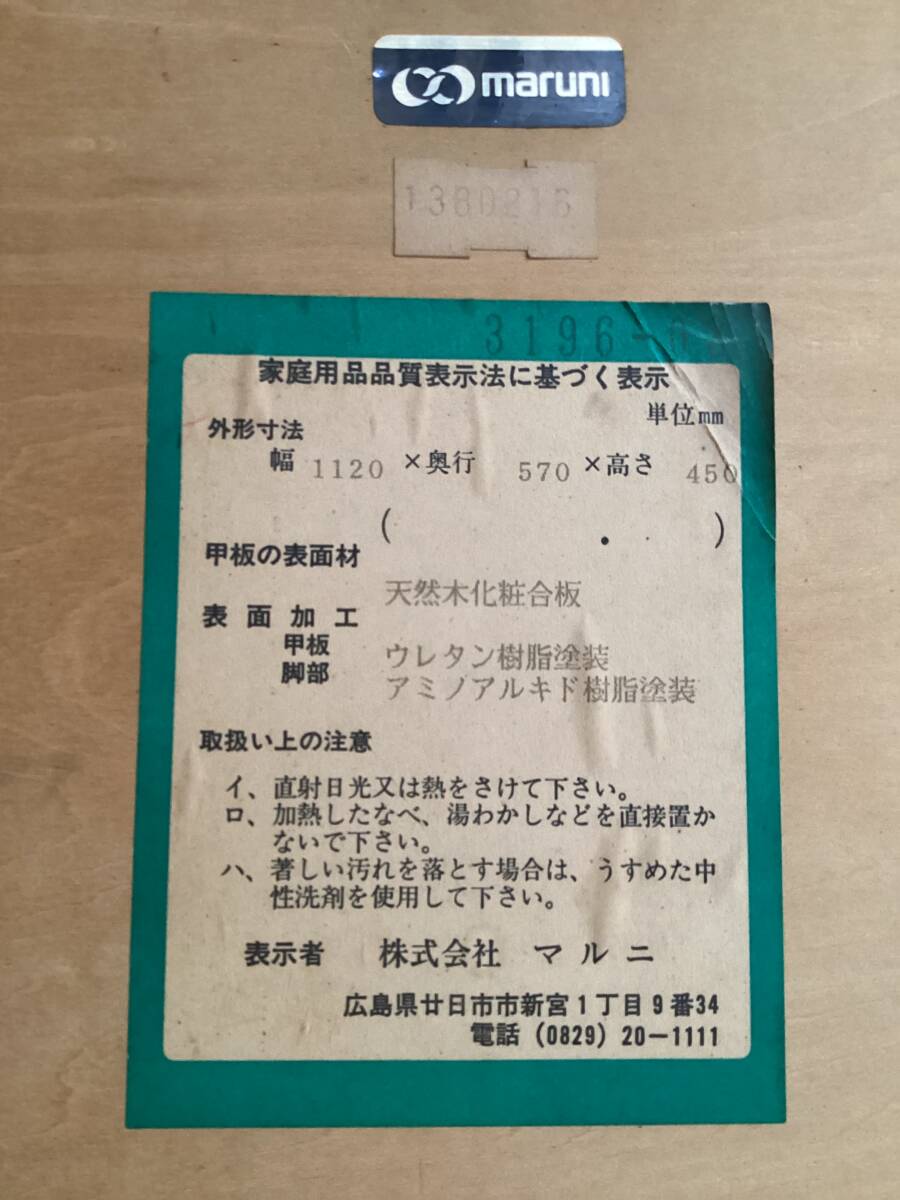 maruni
1380216
3196-0
家庭用品品質表示法に基づく表示
単位mm
外形寸法
幅 1120 ×奥行 570 ×高さ 450
( . )
甲板の表面材
天然木化粧合板
表面加工
甲板 ウレタン樹脂塗装
脚部 アミノアルキド樹脂塗装
取扱い上の注意
イ、直射日光又は熱をさけて下さい。
ロ、加熱したなべ、湯わかしなどを直接置か
ないで下さい。
ハ、著しい汚れを落とす場合は、うすめた中
性洗剤を使用して下さい。
表示者 株式会社 マルニ
広島県廿日市市新宮1丁目9番34
電話 (0829) 20-1111